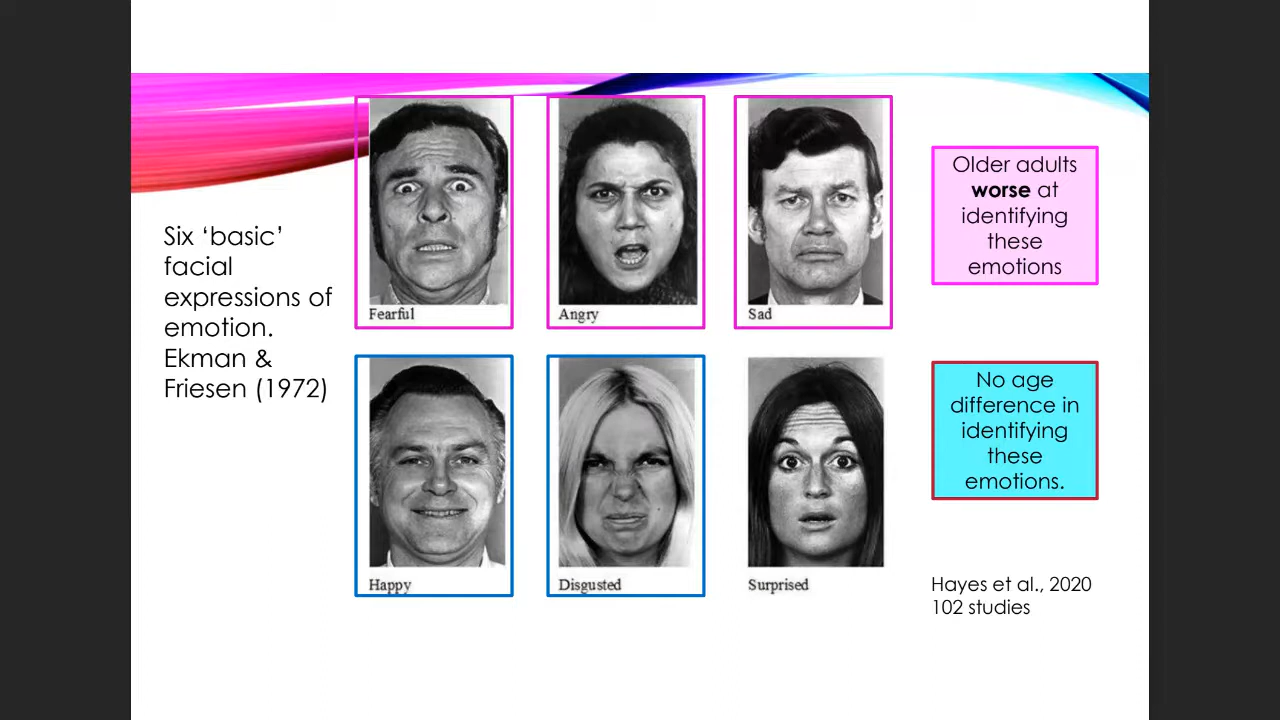 Six ‘basic’
facial
expressions of
emotion.
Ekman &
Friesen (1972)
Fearful
Angry
Sad
Older adults
worse at
identifying
these
emotions
Happy
Disgusted
Surprised
No age
difference in
identifying
these
emotions.
Hayes et al., 2020
102 studies